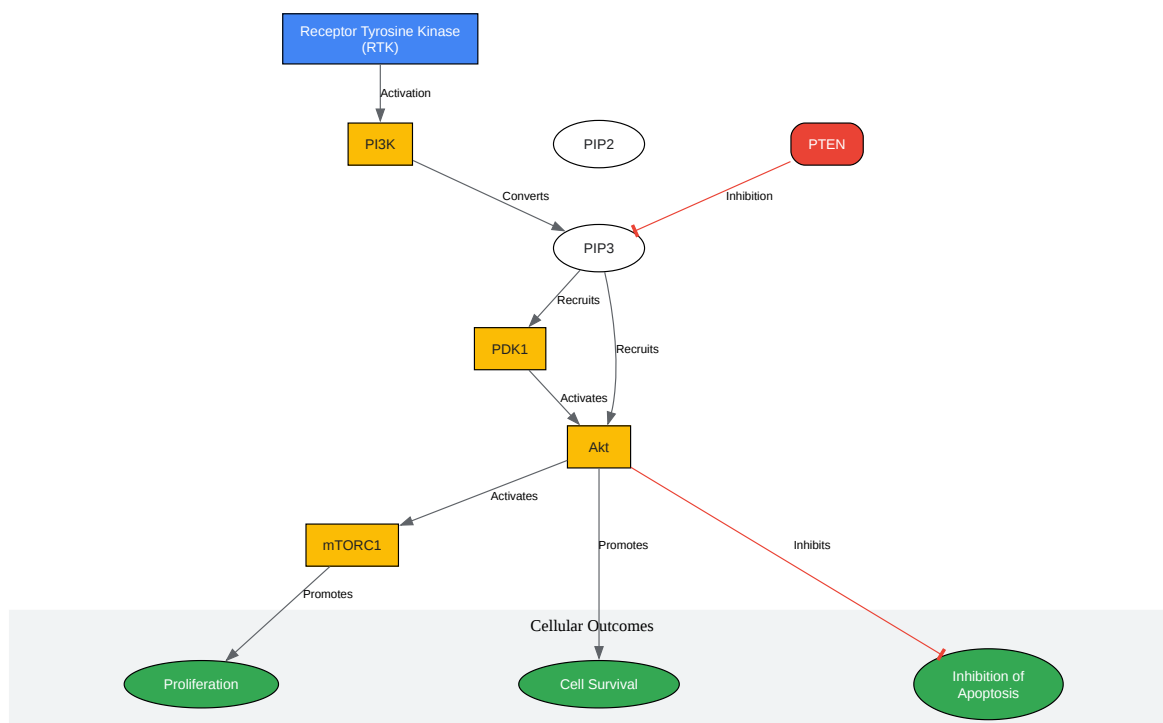 Receptor Tyrosine Kinase
(RTK)
Activation
PI3K
PIP2
PTEN
Converts
Inhibition
PIP3
Recruits
PDK1
Recruits
Activates
Akt
Activates
mTORC1
Promotes
Inhibits
Promotes
Cellular Outcomes
Proliferation
Cell Survival
Inhibition of
Apoptosis